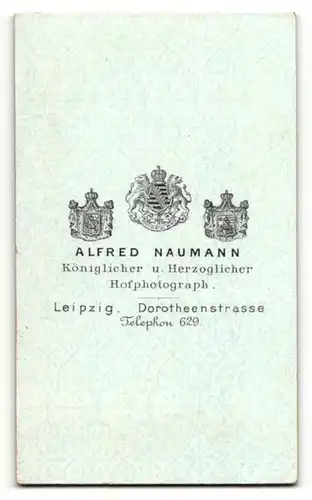 ALFRED NAUMANN
Königlicher u. Herzoglicher
Hofphotograph.
Leipzig. Dorotheenstrasse
Telephon 629.